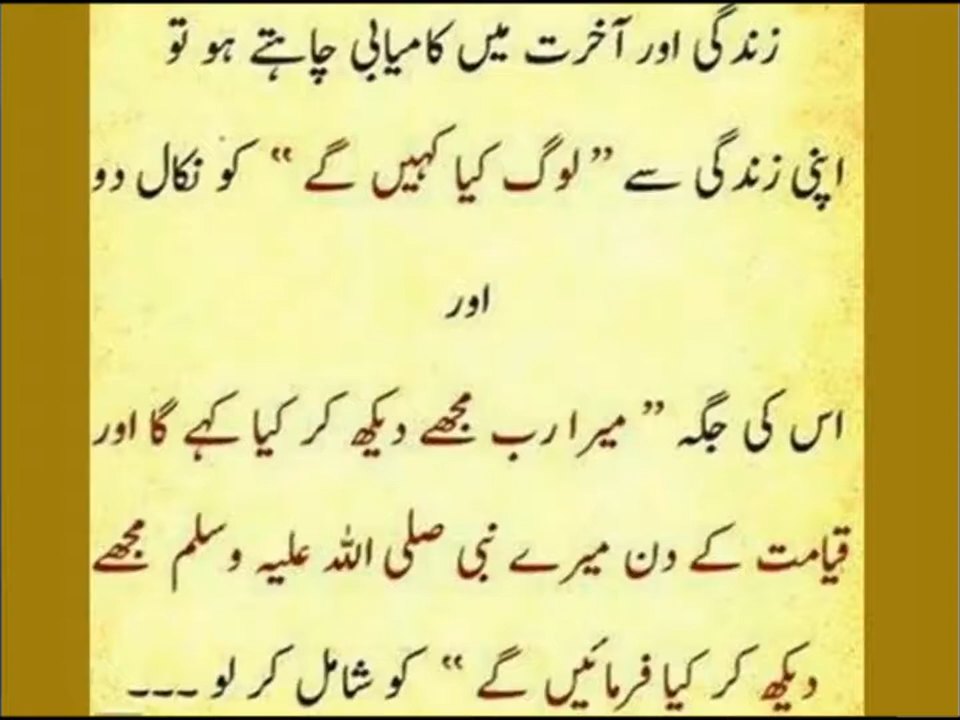 زندگی اور آخرت میں کامیابی چاہتے ہو تو
اپنی زندگی سے ”لوگ کیا کہیں گے“ کو نکال دو
اور
اس کی جگہ ”میرا رب مجھے دیکھ کر کیا کہے گا اور
قیامت کے دن میرے نبی صلی اللہ علیہ وسلم مجھے
دیکھ کر کیا فرمائیں گے“ کو شامل کر لو ۔۔۔